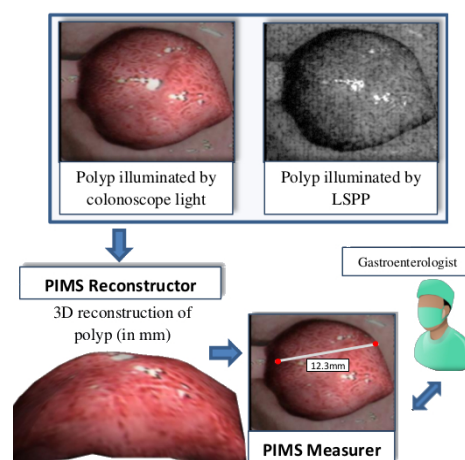 Polyp illuminated by
colonoscope light
Polyp illuminated by
LSPP
PIMS Reconstructor
3D reconstruction of
polyp (in mm)
Gastroenterologist
12.3mm
PIMS Measurer